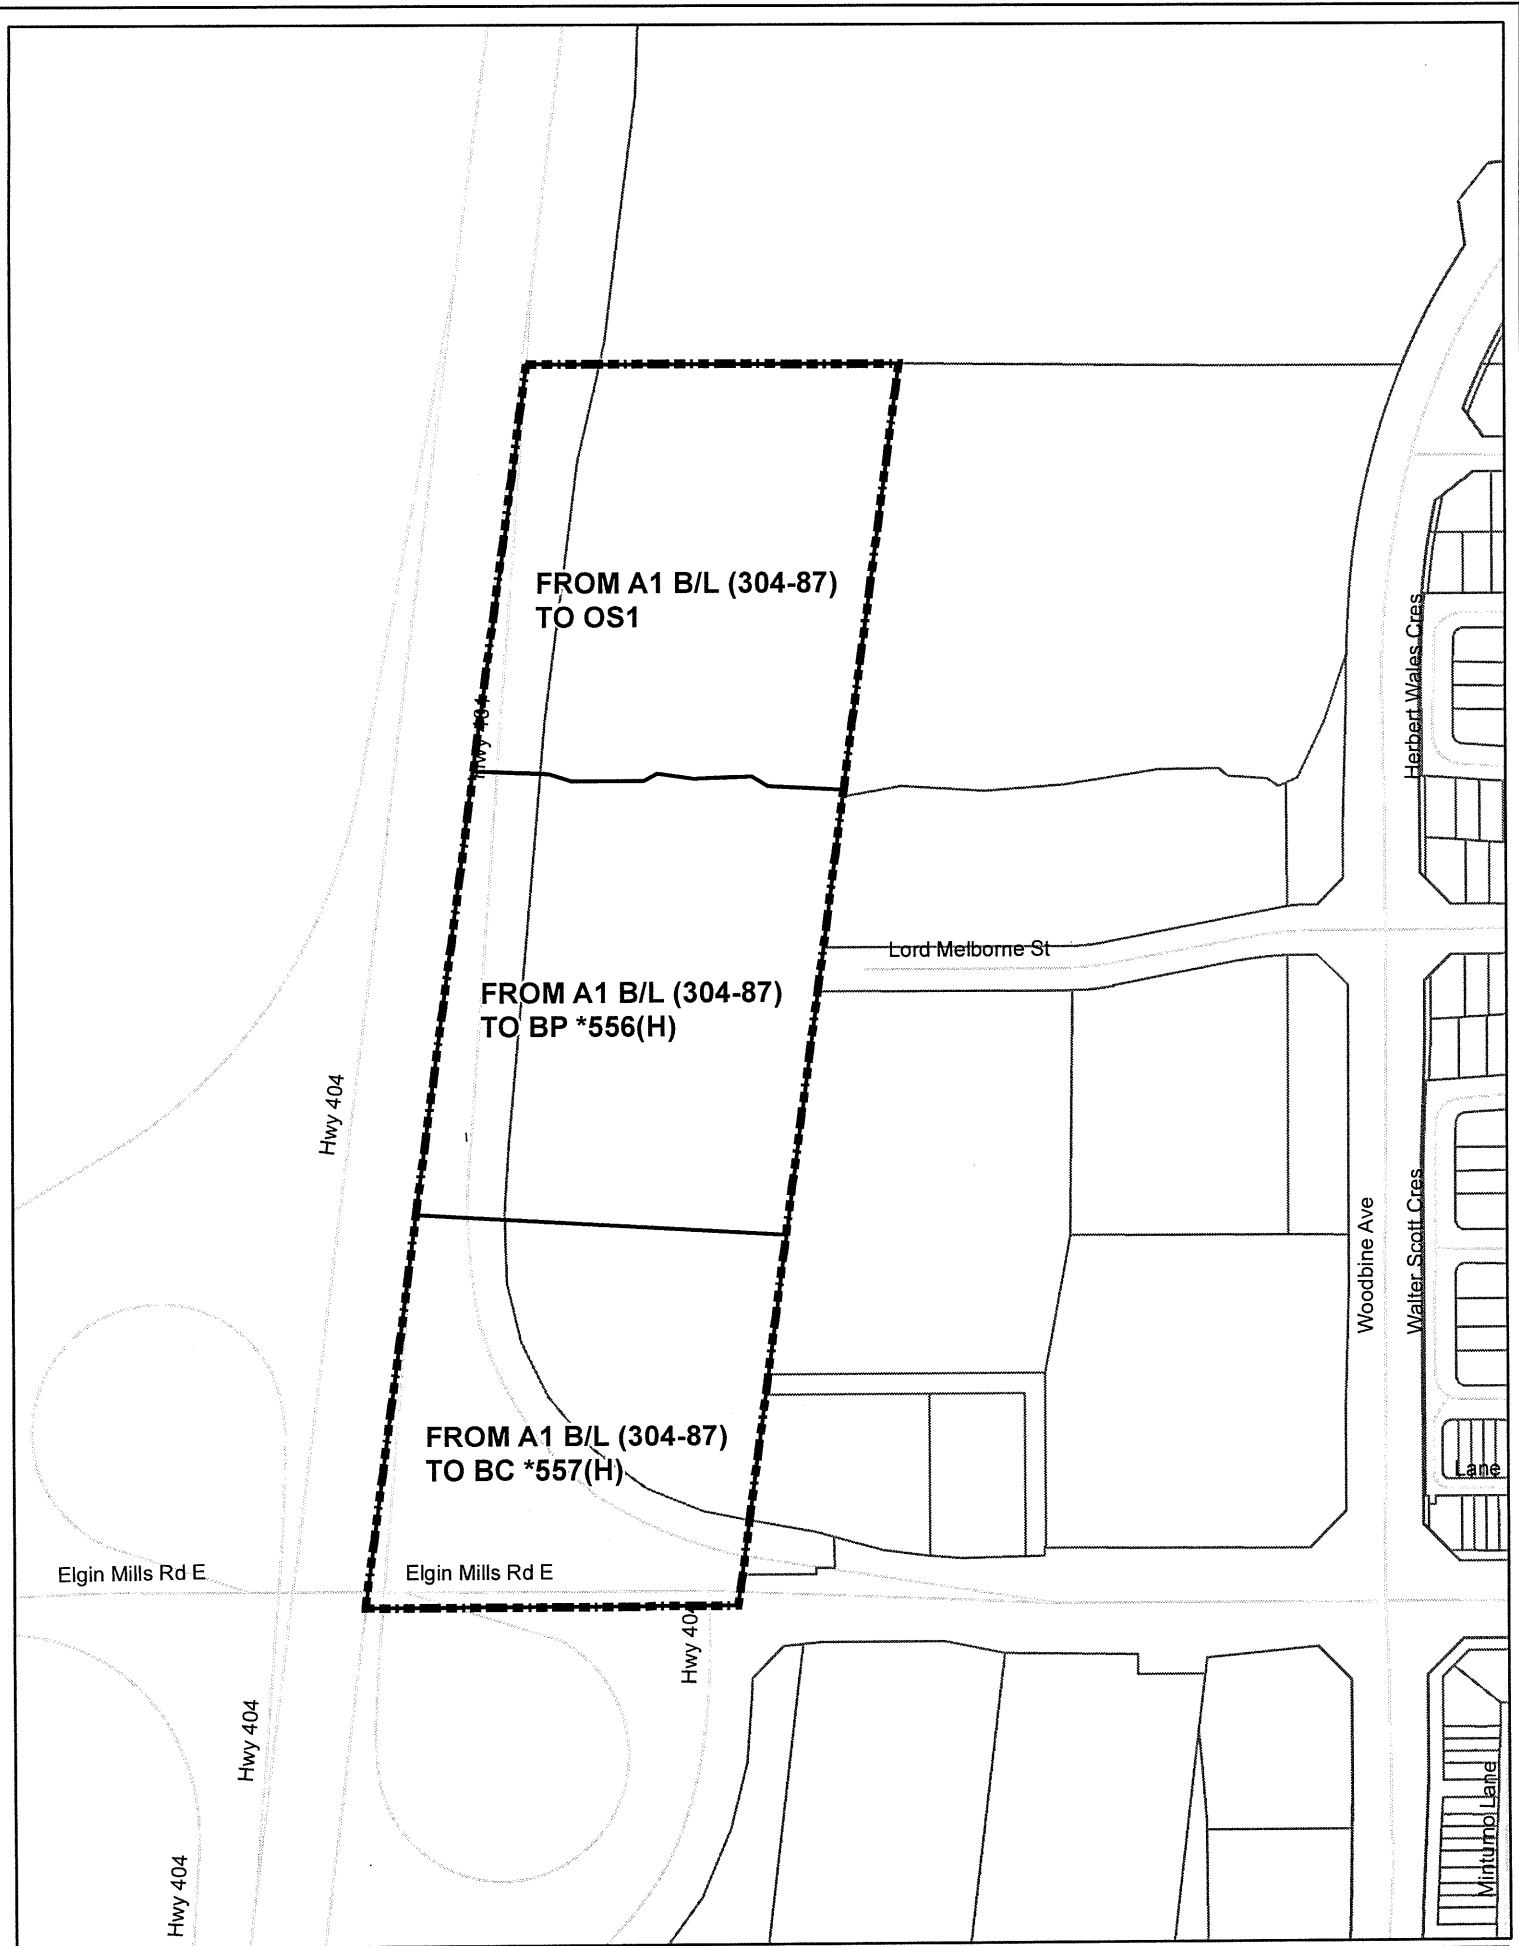 FROM A1 B/L (304-87)
TO OS1
Hwy 404
Herbert Wales Cres
Lord Melborne St
FROM A1 B/L (304-87)
TO BP *556(H)
Hwy 404
Woodbine Ave
Walter Scott Cres
FROM A1 B/L (304-87)
TO BC *557(H)
Lane
Elgin Mills Rd E
Elgin Mills Rd E
Hwy 404
Hwy 404
Hwy 404
Lane